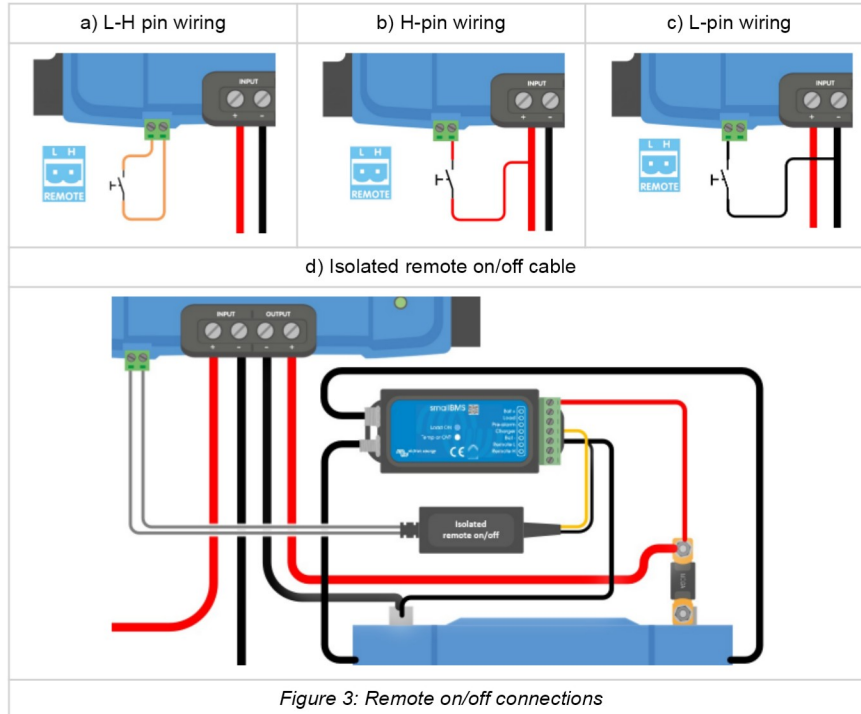 a) L-H pin wiring
b) H-pin wiring
c) L-pin wiring
INPUT
+ -
L H
REMOTE
INPUT
+ -
L H
REMOTE
INPUT
+ -
L H
REMOTE
d) Isolated remote on/off cable
INPUT OUTPUT
+ - - +
smallBMS
Load ON
Temp or OVP
Bat +
Load
Pre-alarm
Charger
Bat -
Remote L
Remote H
CE
Isolated
remote on/off
Figure 3: Remote on/off connections